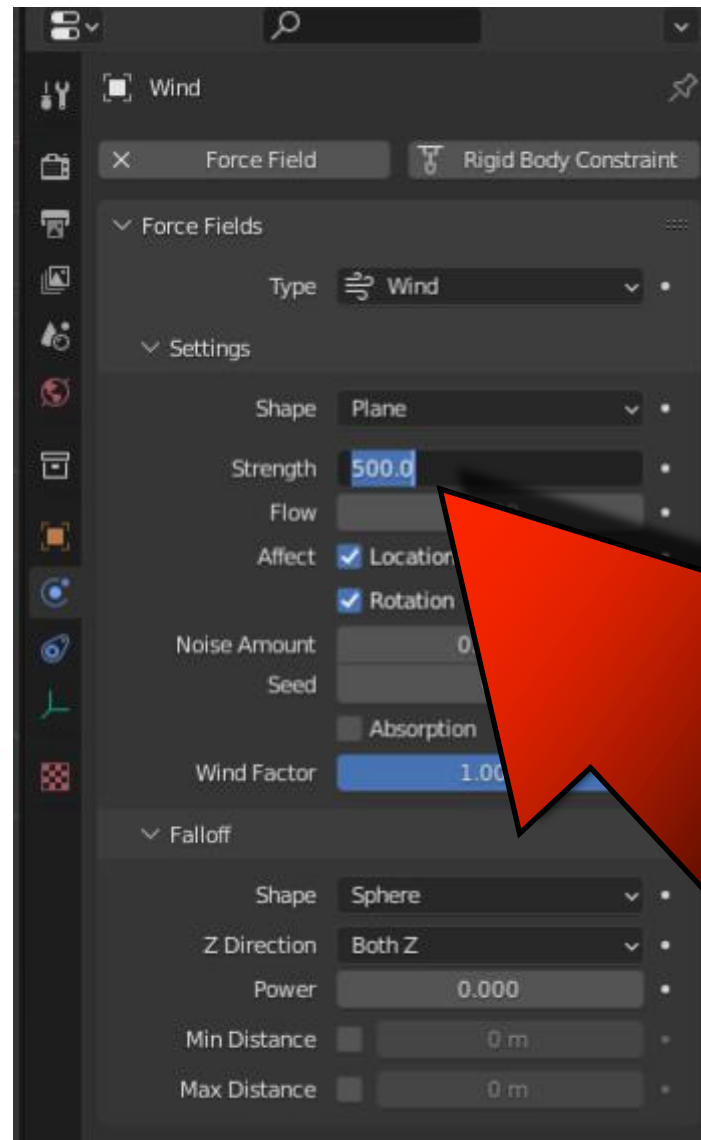 Wind
Force Field Rigid Body Constraint
Force Fields
Type Wind
Settings
Shape Plane
Strength 500.0
Flow
Affect Location
Rotation
Noise Amount
Seed
Absorption
Wind Factor
Falloff
Shape Sphere
Z Direction Both Z
Power 0.000
Min Distance 0 m
Max Distance 0 m